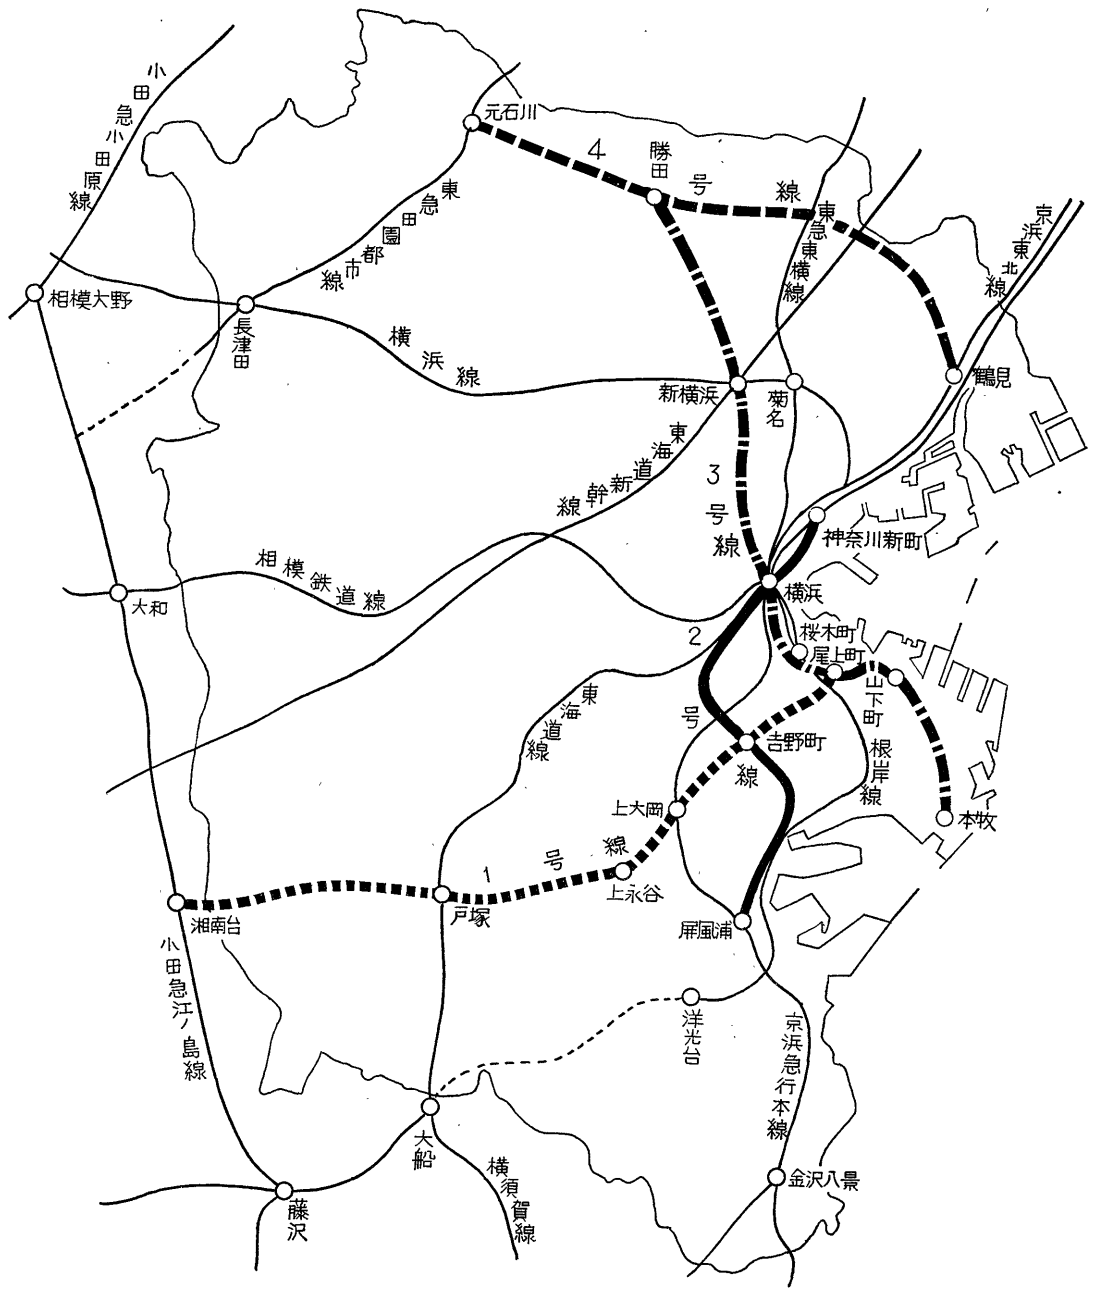 小田急小田原線
元石川
4号線
勝田
東急田園都市線
東急東横線
京浜東北線
相模大野
長津田
横浜線
新横浜
菊名
鶴見
東海道新幹線
3号線
神奈川新町
相模鉄道線
大和
横浜
桜木町
尾上町
山下町
2号線
吉野町
根岸線
東海道線
上大岡
本牧
1号線
上永谷
湘南台
戸塚
屏風浦
小田急江ノ島線
洋光台
京浜急行本線
大船
横須賀線
金沢八景
藤沢